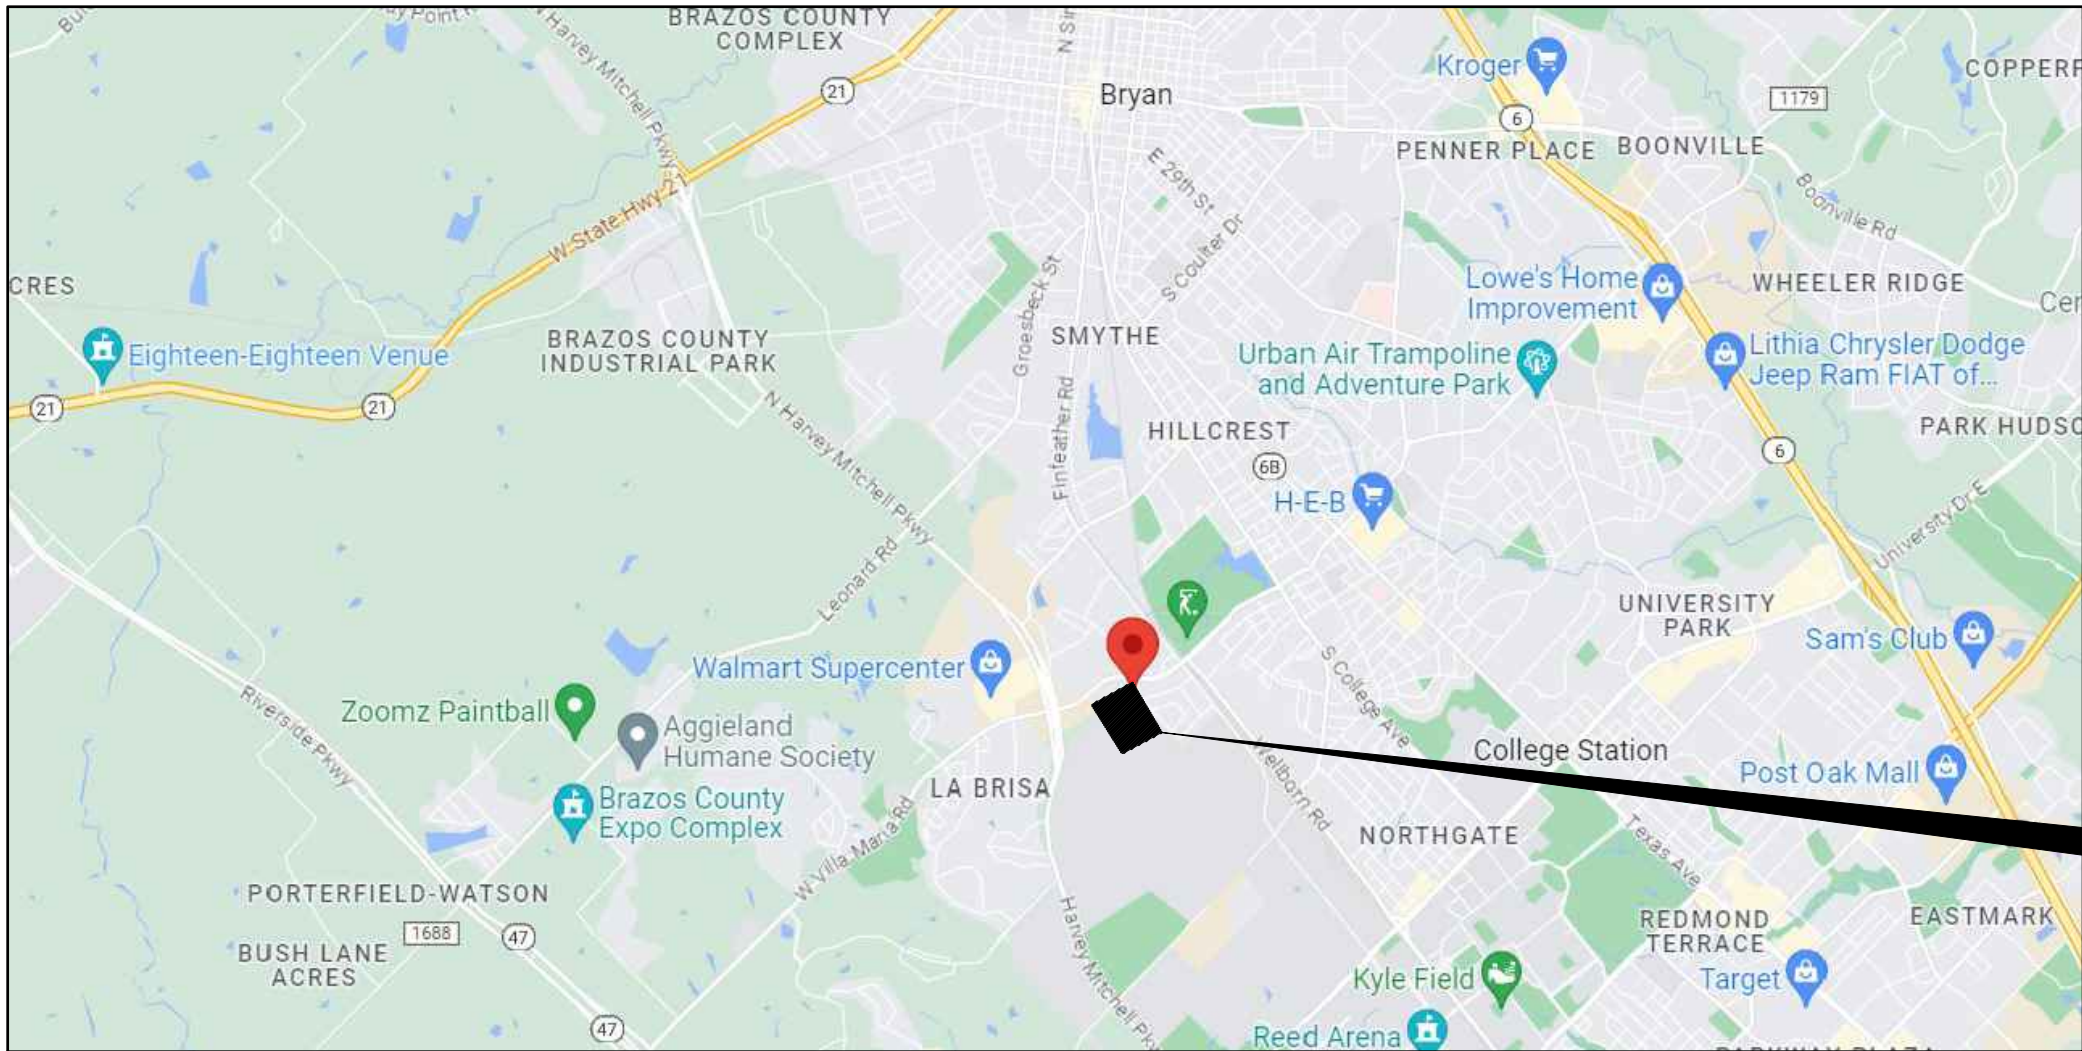 BRAZOS COUNTY
COMPLEX
N Harvey Mitchell Pkwy
21
Bryan
Kroger
6
1179
PENNER PLACE
BOONVILLE
E 29th St
S Coulter Dr
Boonville Rd
W State Hwy 21
Groesbeck St
Lowe's Home
Improvement
WHEELER RIDGE
CRES
Eighteen-Eighteen Venue
BRAZOS COUNTY
INDUSTRIAL PARK
SMYTHE
Urban Air Trampoline
and Adventure Park
Lithia Chrysler Dodge
Jeep Ram FIAT of...
21
21
N Harvey Mitchell Pkwy
Finfeather Rd
HILLCREST
6B
6
H-E-B
University Dr E
Leonard Rd
UNIVERSITY
PARK
Sam's Club
Walmart Supercenter
S College Ave
Riverside Pkwy
Zoomz Paintball
Aggieland
Humane Society
Wellborn Rd
College Station
Post Oak Mall
LA BRISA
Brazos County
Expo Complex
W Villa Maria Rd
NORTHGATE
Texas Ave
PORTERFIELD-WATSON
1688
47
BUSH LANE
ACRES
Harvey Mitchell Pkwy
REDMOND
TERRACE
EASTMARK
Kyle Field
Target
47
Reed Arena